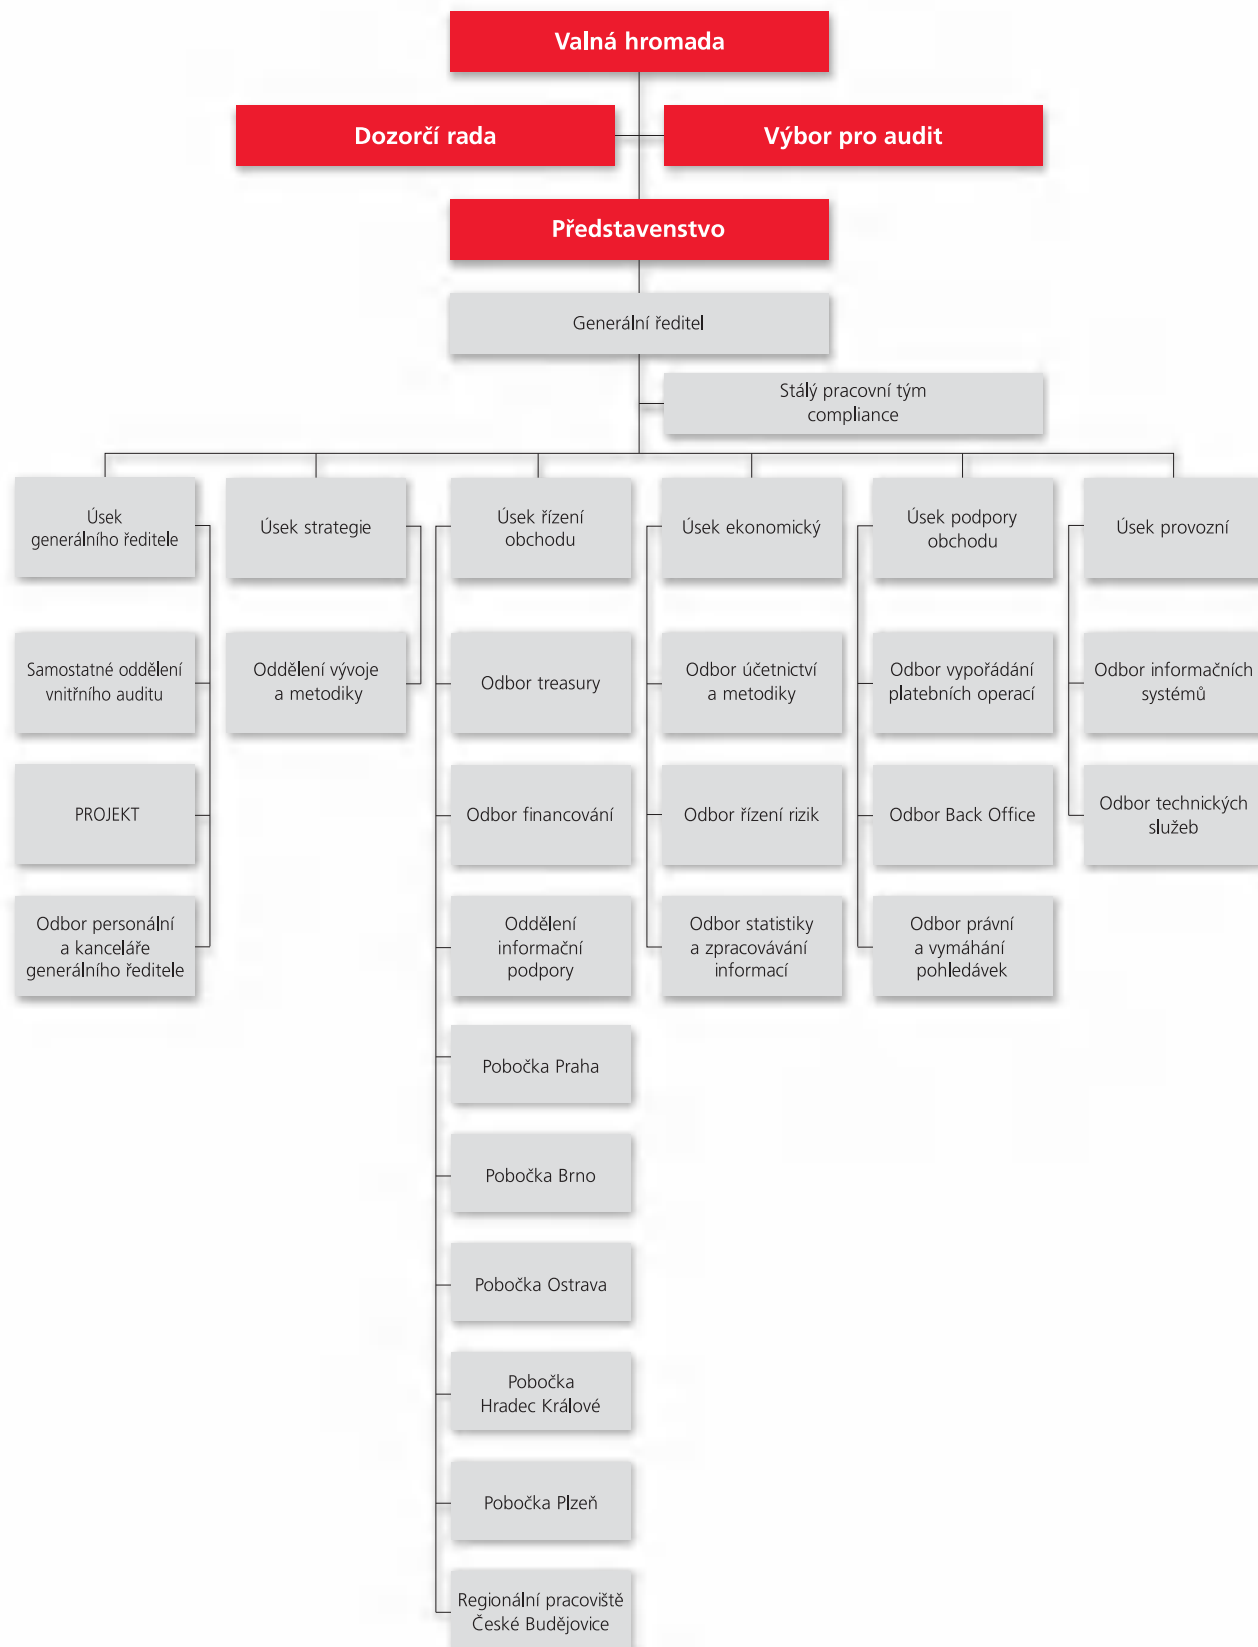 Valná hromada
Dozorčí rada
Výbor pro audit
Představenstvo
Generální ředitel
Stálý pracovní tým
compliance
Úsek
generálního ředitele
Úsek strategie
Úsek řízení
obchodu
Úsek ekonomický
Úsek podpory
obchodu
Úsek provozní
Samostatné oddělení
vnitřního auditu
Oddělení vývoje
a metodiky
Odbor treasury
Odbor účetnictví
a metodiky
Odbor vypořádání
platebních operací
Odbor informačních
systémů
PROJEKT
Odbor financování
Odbor řízení rizik
Odbor Back Office
Odbor technických
služeb
Odbor personální
a kanceláře
generálního ředitele
Oddělení
informační
podpory
Odbor statistiky
a zpracovávání
informací
Odbor právní
a vymáhání
pohledávek
Pobočka Praha
Pobočka Brno
Pobočka Ostrava
Pobočka
Hradec Králové
Pobočka Plzeň
Regionální pracoviště
České Budějovice